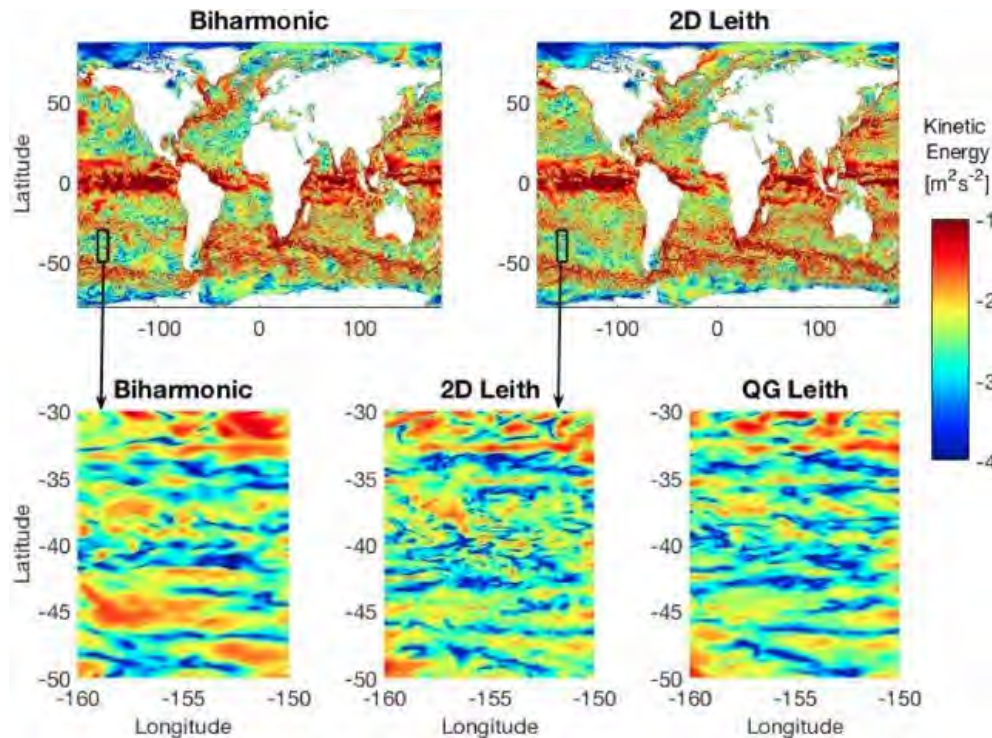 Biharmonic 2D Leith
50
0
-50
Latitude
-100 0 100
50
0
-50
-100 0 100
Kinetic
Energy
[m²s⁻²]
-1
-2
-3
-4
Biharmonic 2D Leith QG Leith
-30
-35
-40
-45
-50
Latitude
-160 -155 -150
Longitude
-30
-35
-40
-45
-50
-160 -155 -150
Longitude
-30
-35
-40
-45
-50
-160 -155 -150
Longitude